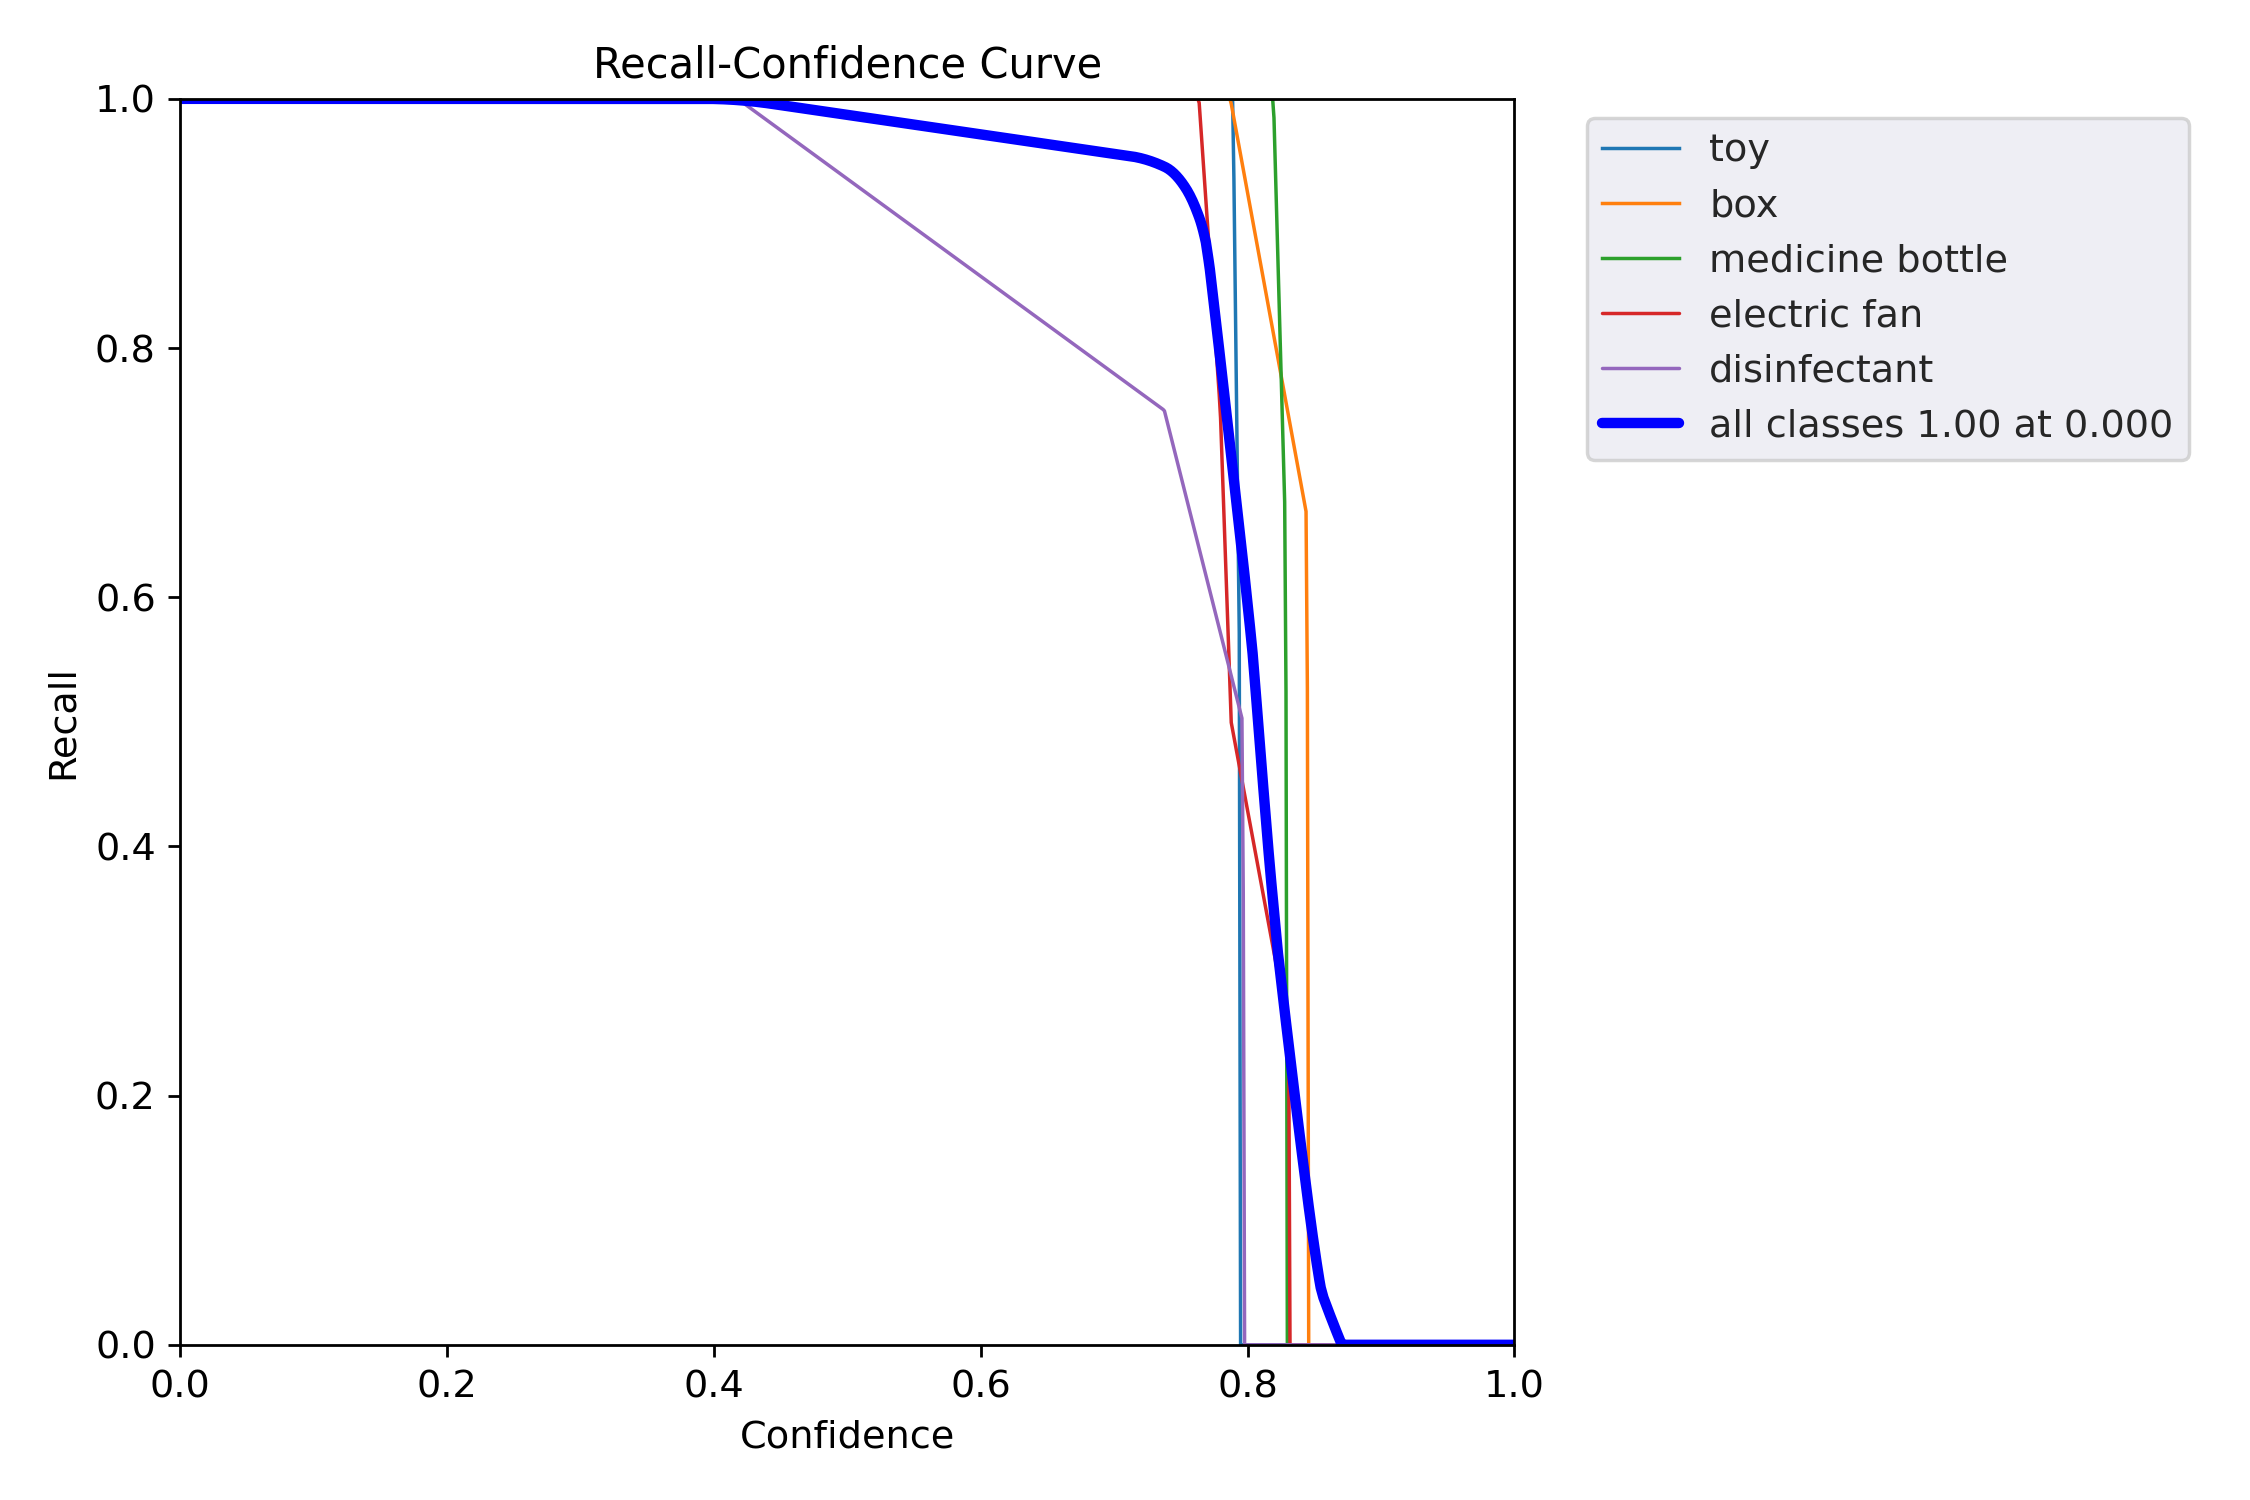 Recall-Confidence Curve
1.0
0.8
0.6
0.4
0.2
0.0
Recall
0.0 0.2 0.4 0.6 0.8 1.0
Confidence
toy
box
medicine bottle
electric fan
disinfectant
all classes 1.00 at 0.000